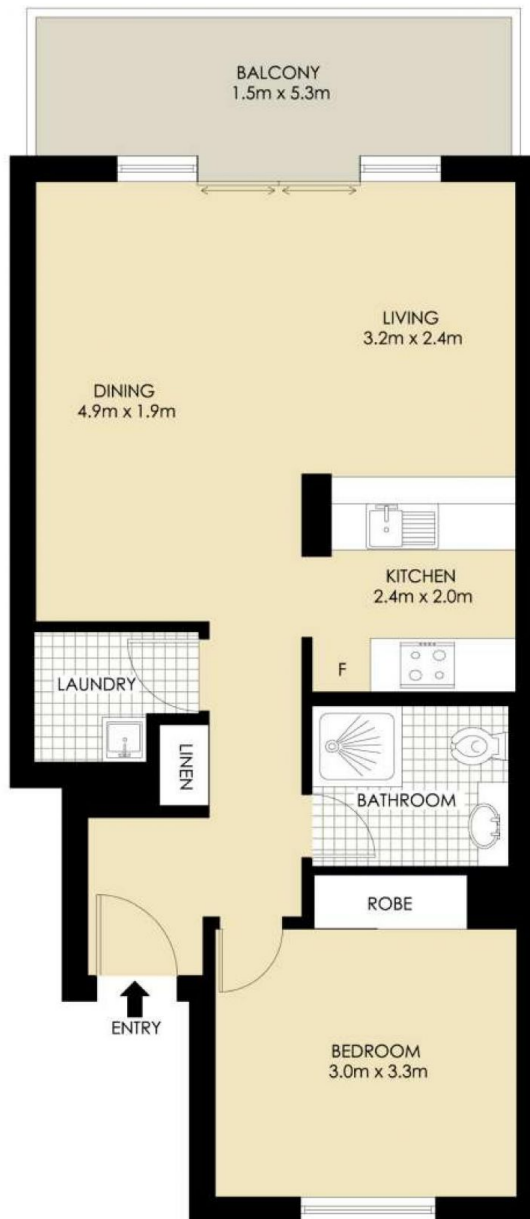 BALCONY
1.5m x 5.3m
LIVING
3.2m x 2.4m
DINING
4.9m x 1.9m
KITCHEN
2.4m x 2.0m
F
LAUNDRY
LINEN
BATHROOM
ROBE
ENTRY
BEDROOM
3.0m x 3.3m